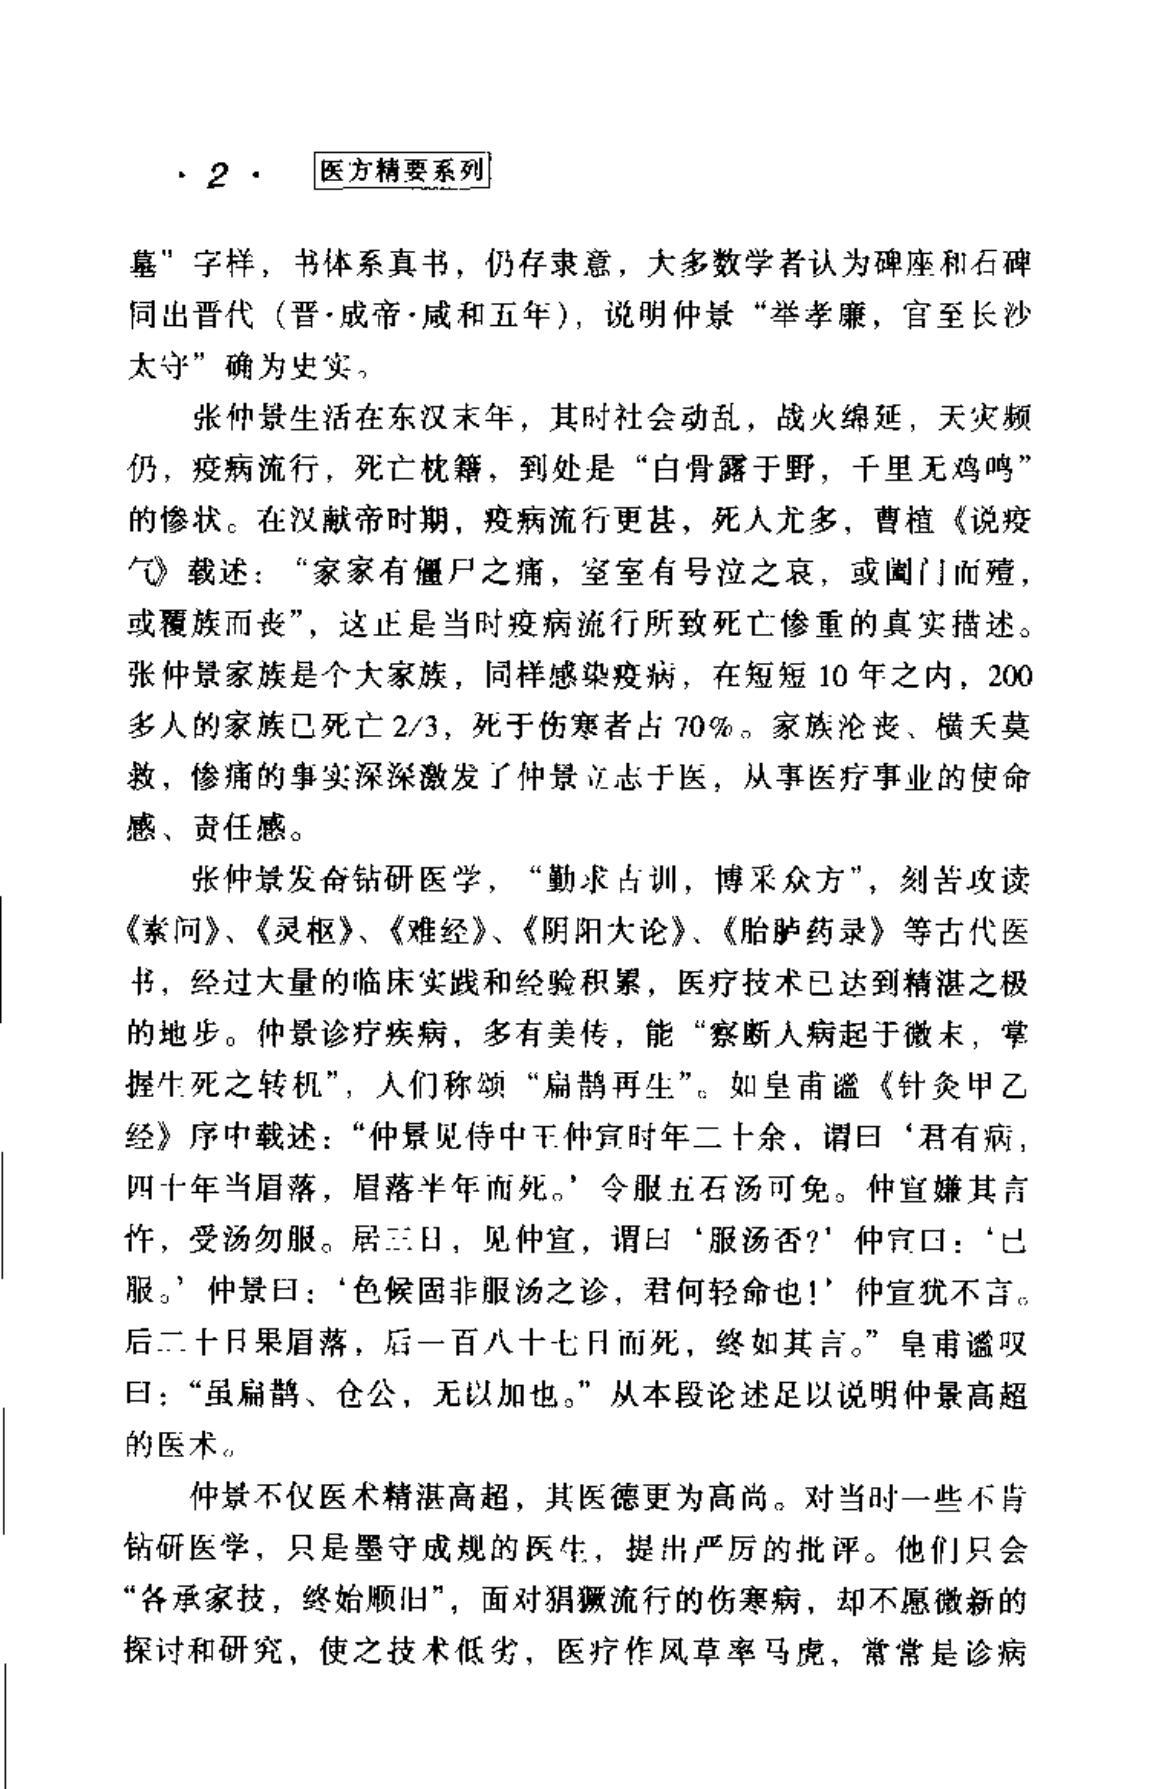 · 2 · 医方精要系列
墓”字样，书体系真书，仍存隶意，大多数学者认为碑座和石碑
同出晋代（晋·成帝·咸和五年），说明仲景“举孝廉，官至长沙
太守”确为史实。
张仲景生活在东汉末年，其时社会动乱，战火绵延，天灾频
仍，疫病流行，死亡枕籍，到处是“白骨露于野，千里无鸡鸣”
的惨状。在汉献帝时期，疫病流行更甚，死人尤多，曹植《说疫
气》载述：“家家有僵尸之痛，室室有号泣之哀，或阖门而殪，
或覆族而丧”，这正是当时疫病流行所致死亡惨重的真实描述。
张仲景家族是个大家族，同样感染疫病，在短短 10 年之内，200
多人的家族已死亡 2/3，死于伤寒者占 70%。家族沦丧、横夭莫
救，惨痛的事实深深激发了仲景立志于医，从事医疗事业的使命
感、责任感。
张仲景发奋钻研医学，“勤求古训，博采众方”，刻苦攻读
《素问》、《灵枢》、《难经》、《阴阳大论》、《胎胪药录》等古代医
书，经过大量的临床实践和经验积累，医疗技术已达到精湛之极
的地步。仲景诊疗疾病，多有美传，能“察断人病起于微末，掌
握生死之转机”，人们称颂“扁鹊再生”。如皇甫谧《针灸甲乙
经》序中载述：“仲景见侍中王仲宣时年二十余，谓曰‘君有病，
四十年当眉落，眉落半年而死。’令服五石汤可免。仲宣嫌其言
忤，受汤勿服。居三日，见仲宣，谓曰‘服汤否?’仲宣曰：‘已
服。’仲景曰：‘色候固非服汤之诊，君何轻命也!’仲宣犹不言。
后二十日果眉落，后一百八十七日而死，终如其言。”皇甫谧叹
曰：“虽扁鹊、仓公，无以加也。”从本段论述足以说明仲景高超
的医术。
仲景不仅医术精湛高超，其医德更为高尚。对当时一些不肯
钻研医学，只是墨守成规的医生，提出严厉的批评。他们只会
“各承家技，终始顺旧”，面对猖獗流行的伤寒病，却不愿微新的
探讨和研究，使之技术低劣，医疗作风草率马虎，常常是诊病